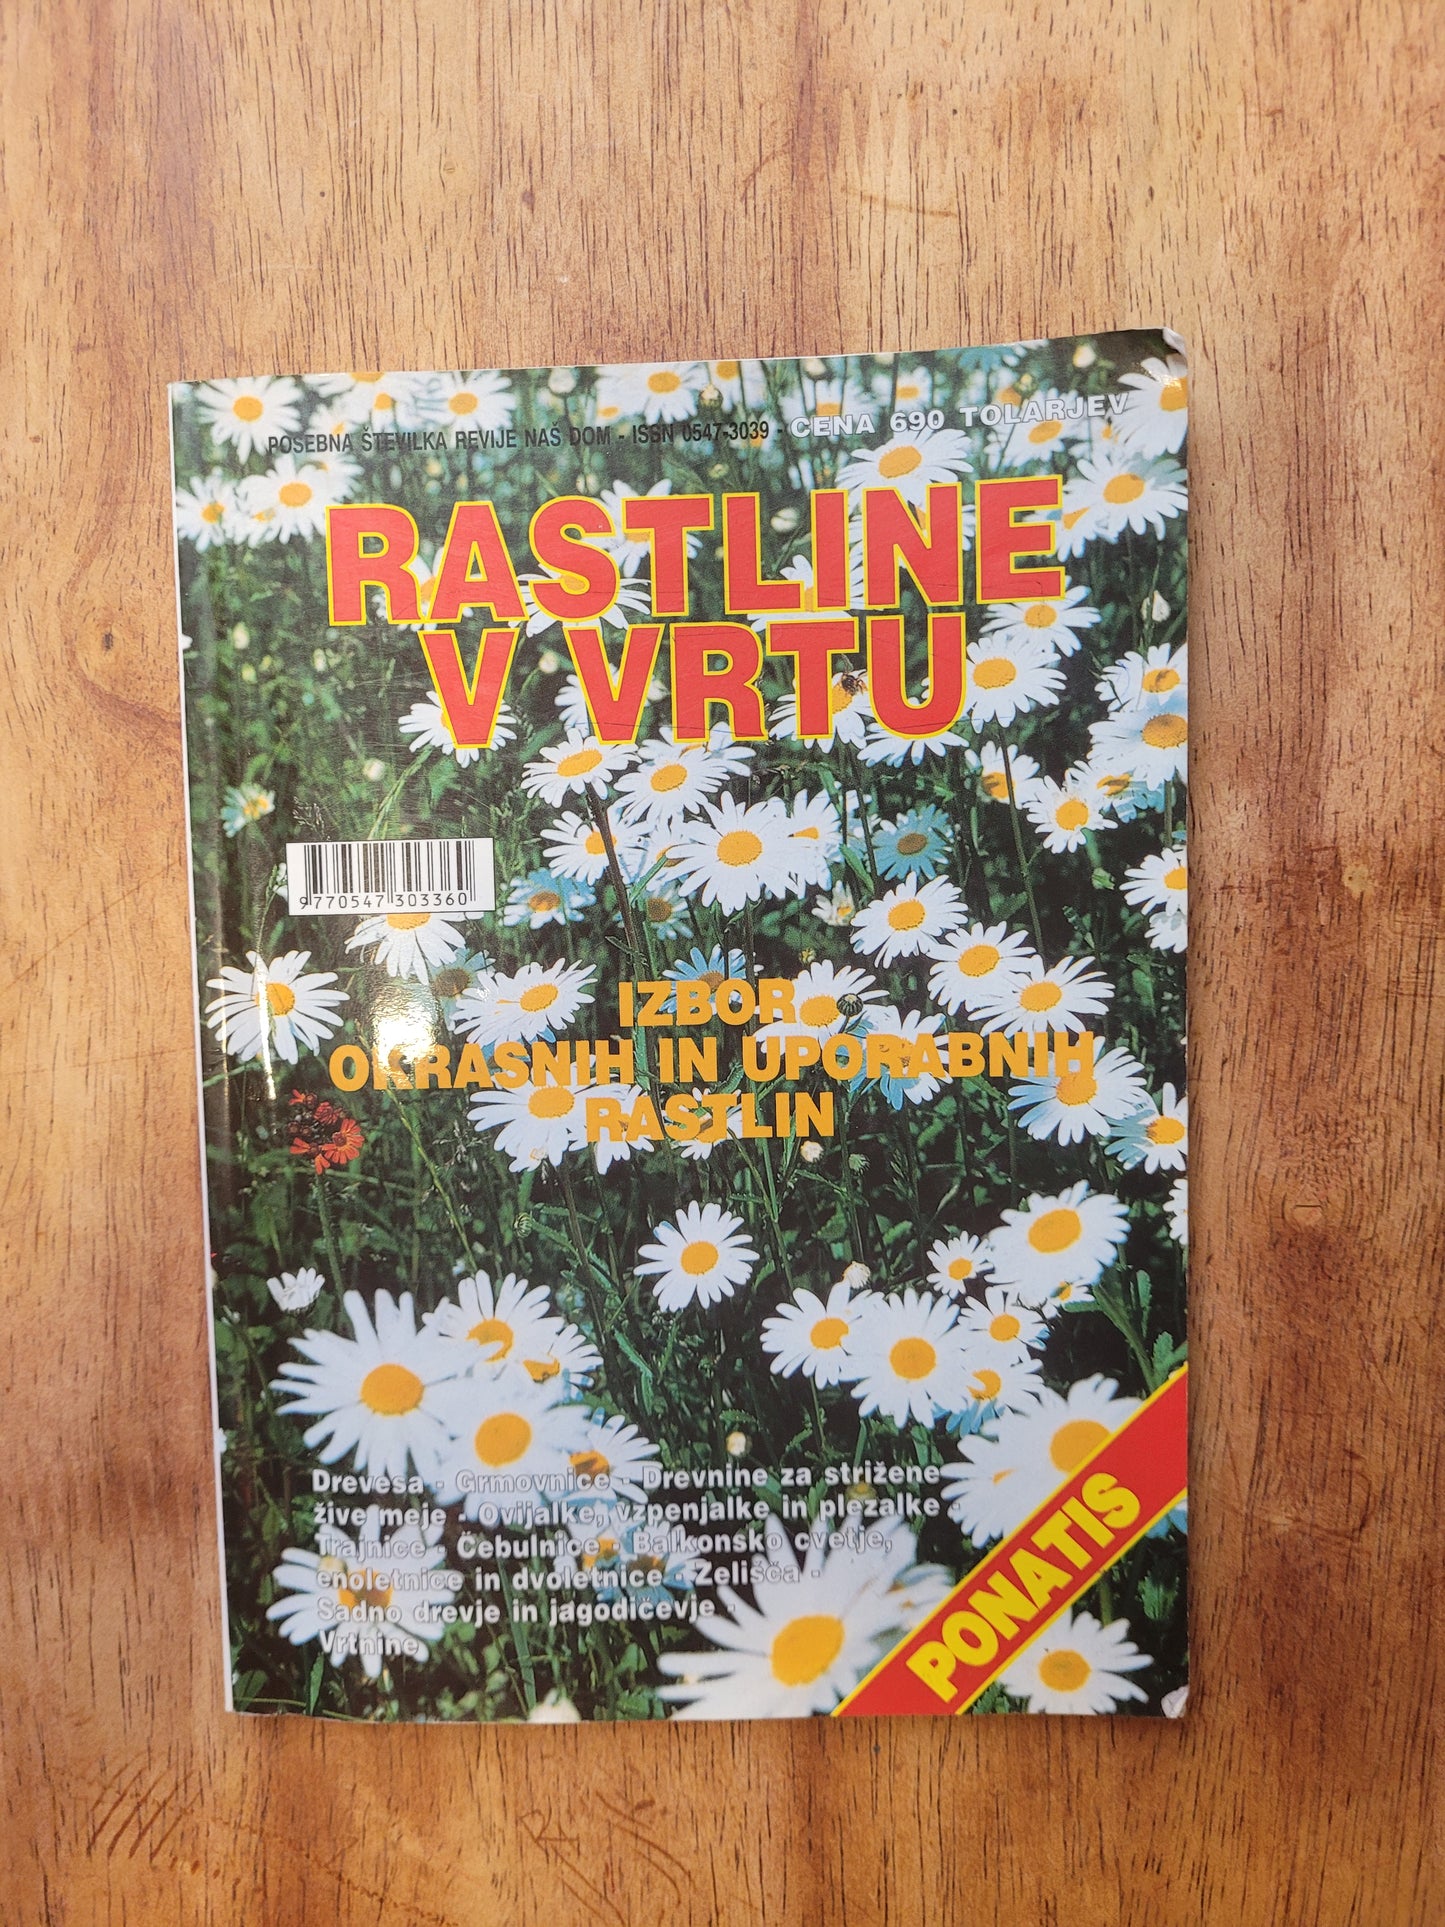 POSEBNA ŠTEVILKA REVIJE NAŠ DOM - ISSN 0547-3039 - CENA 690 TOLARJEV
RASTLINE
V VRTU
9 770547 303360
IZBOR
OKRASNIH IN UPORABNIH
RASTLIN
Drevesa - Grmovnice - Drevnine za strižene
žive meje - Ovijalke, vzpenjalke in plezalke -
Trajnice - Čebulnice - Balkonsko cvetje,
enoletnice in dvoletnice - Zelišča -
Sadno drevje in jagodičevje -
Vrtnine
PONATIS